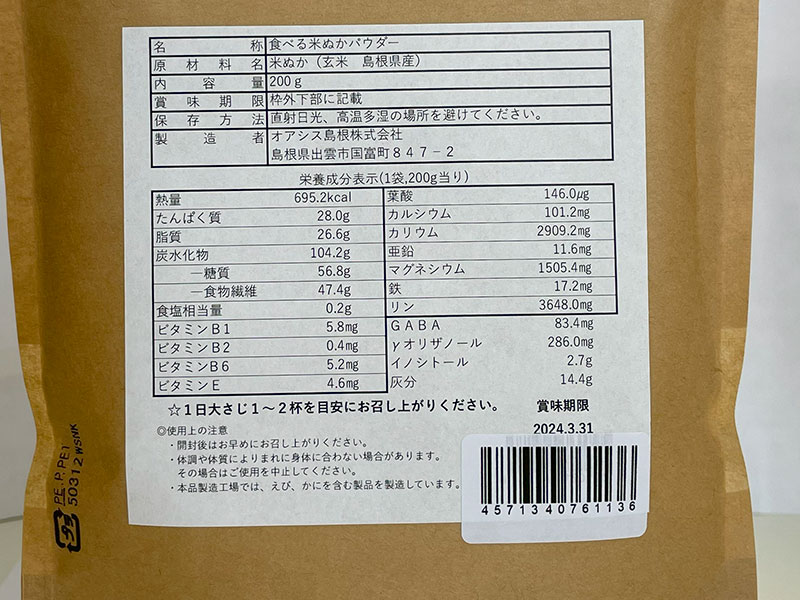 名称 食べる米ぬかパウダー
原材料名 米ぬか（玄米　島根県産）
内容量 200ｇ
賞味期限 枠外下部に記載
保存方法 直射日光、高温多湿の場所を避けてください。
製造者 オアシス島根株式会社
島根県出雲市国富町８４７－２
栄養成分表示(1袋,200g当り)
熱量 695.2kcal
たんぱく質 28.0g
脂質 26.6g
炭水化物 104.2g
―糖質 56.8g
―食物繊維 47.4g
食塩相当量 0.2g
ビタミンＢ1 5.8mg
ビタミンＢ2 0.4mg
ビタミンＢ6 5.2mg
ビタミンＥ 4.6mg
葉酸 146.0μg
カルシウム 101.2mg
カリウム 2909.2mg
亜鉛 11.6mg
マグネシウム 1505.4mg
鉄 17.2mg
リン 3648.0mg
ＧＡＢＡ 83.4mg
γオリザノール 286.0mg
イノシトール 2.7g
灰分 14.4g
☆１日大さじ１～２杯を目安にお召し上がりください。
賞味期限
2024.3.31
◎使用上の注意
・開封後はお早めにお召し上がりください。
・体調や体質によりまれに身体に合わない場合があります。
その場合はご使用を中止してください。
・本品製造工場では、えび、かにを含む製品を製造しています。
4571340761136
プラ
PE,P,PE1
50312 WSNK